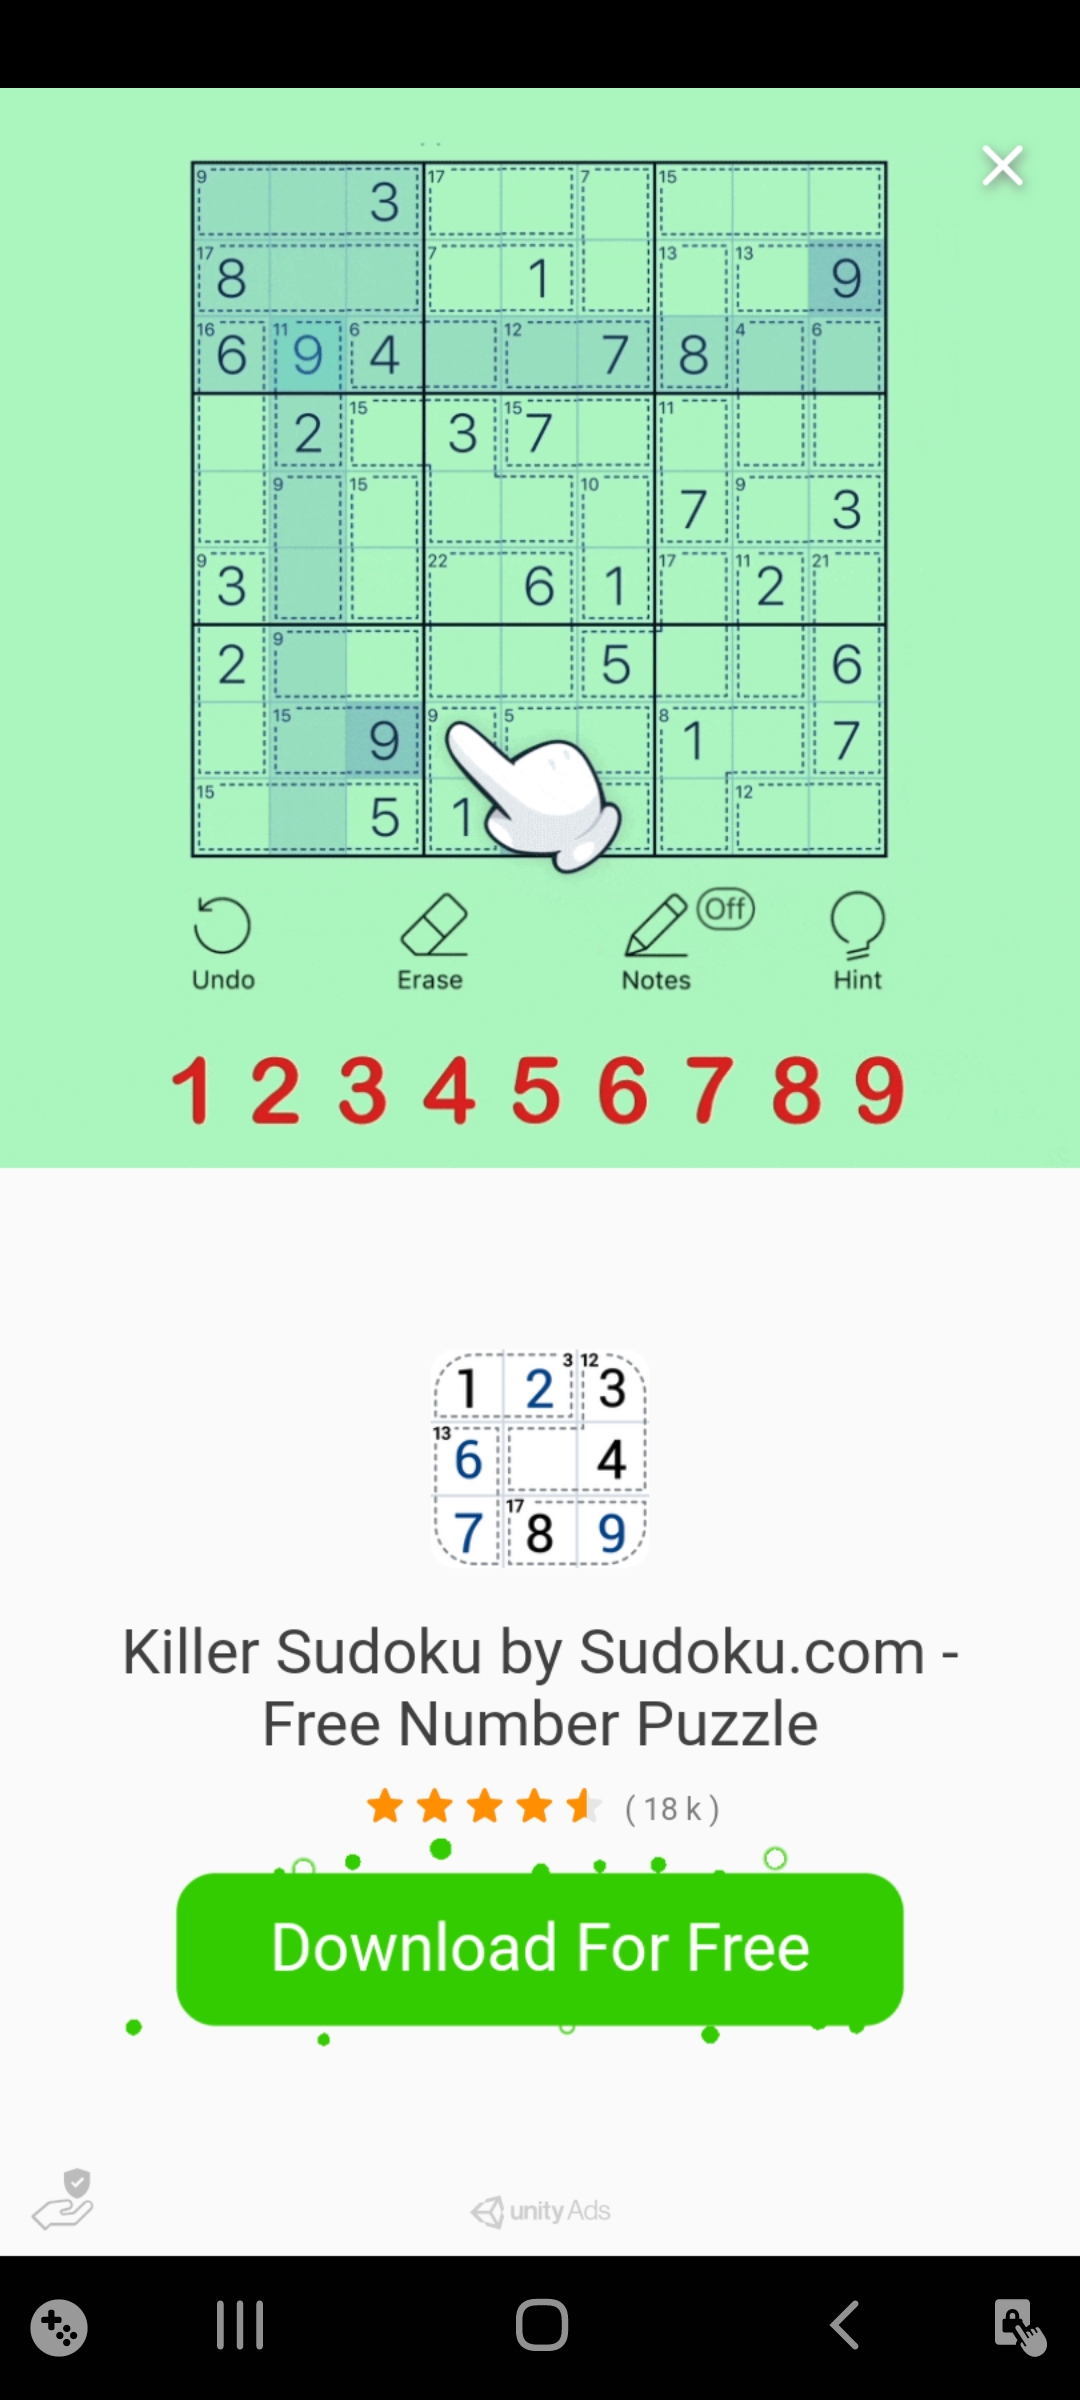 9 3 17 7 15
17 8 7 1 13 13 9
16 6 11 9 6 4 12 7 8 4 6
2 15 3 15 7 11
9 15 10 7 9 3
9 3 22 6 1 17 11 2 21
2 9 5 6
15 9 9 5 8 1 7
15 5 1 12
Undo Erase Notes Off Hint
1 2 3 4 5 6 7 8 9
1 2 3 12 3
13 6 4
7 17 8 9
Killer Sudoku by Sudoku.com -
Free Number Puzzle
( 18 k )
Download For Free
unity Ads